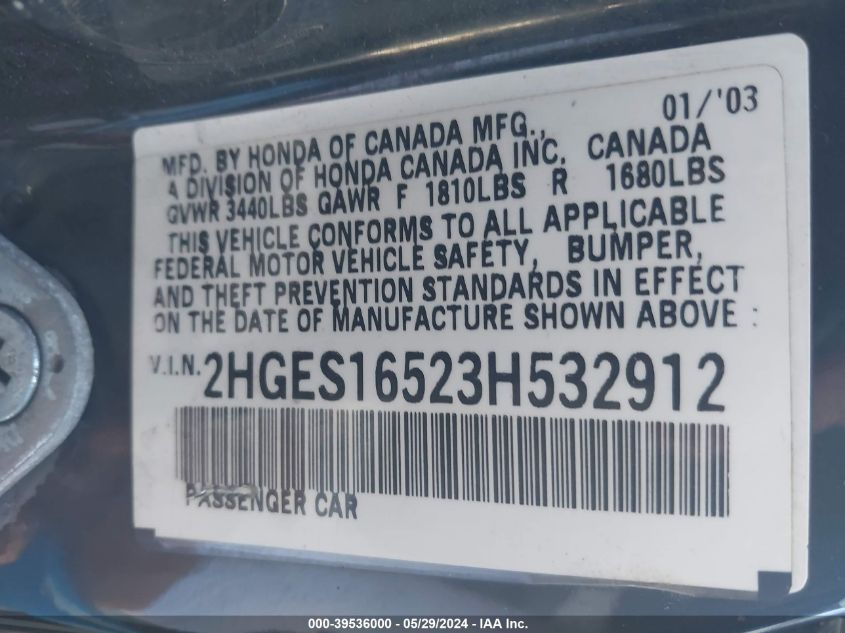 01/'03
MFD. BY HONDA OF CANADA MFG.,
A DIVISION OF HONDA CANADA INC. CANADA
GVWR 3440LBS GAWR F 1810LBS R 1680LBS
THIS VEHICLE CONFORMS TO ALL APPLICABLE
FEDERAL MOTOR VEHICLE SAFETY, BUMPER,
AND THEFT PREVENTION STANDARDS IN EFFECT
ON THE DATE OF MANUFACTURE SHOWN ABOVE :
V.I.N. 2HGES16523H532912
PASSENGER CAR
000-39536000 — 05/29/2024 — IAA Inc.